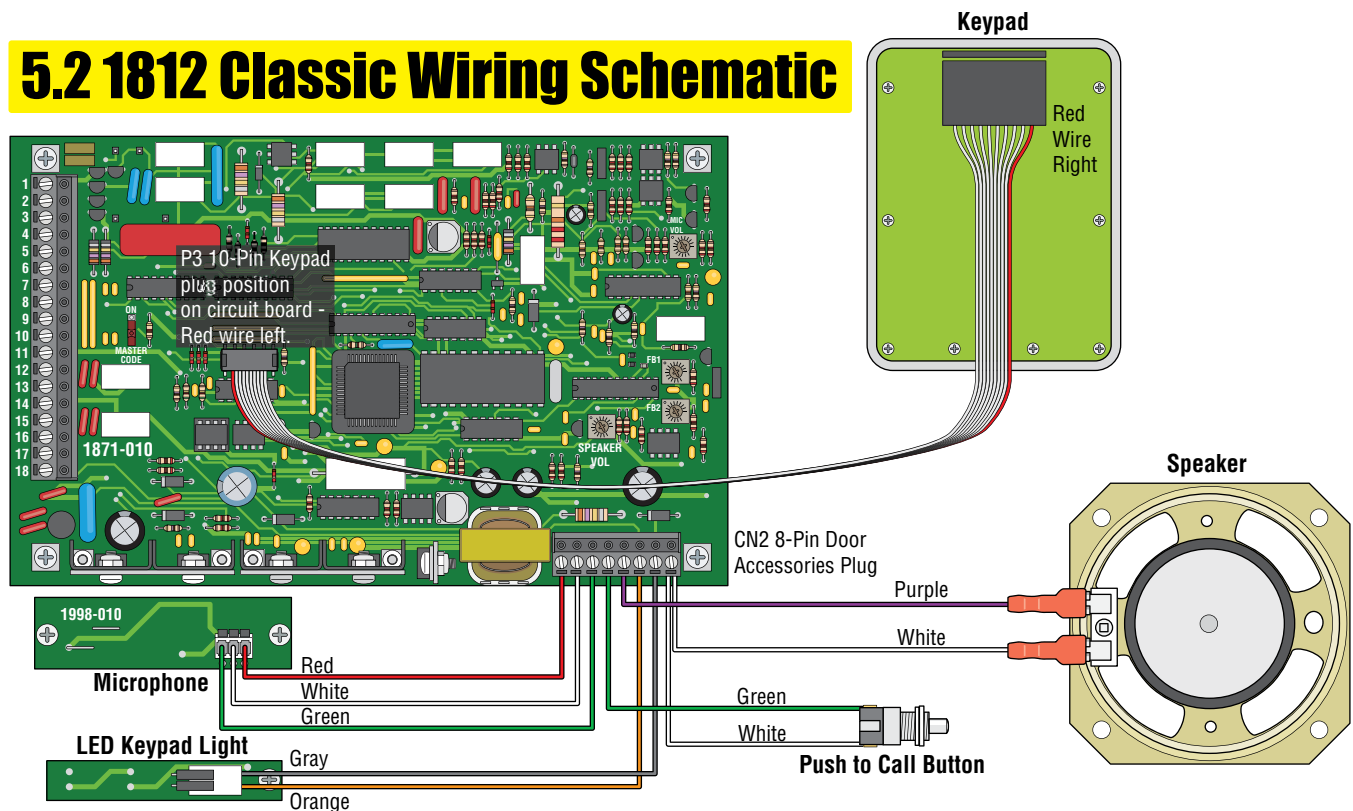 5.2 1812 Classic Wiring Schematic
Keypad
Red
Wire
Right
1
2
3
4
5
6
7
8
9
10
11
12
13
14
15
16
17
18
MIC
VOL
P3 10-Pin Keypad
plug position
on circuit board -
Red wire left.
ON
MASTER
CODE
FB1
FB2
SPEAKER
VOL
1871-010
Speaker
CN2 8-Pin Door
Accessories Plug
Purple
White
1998-010
Microphone
Red
White
Green
Green
White
Push to Call Button
LED Keypad Light
Gray
Orange